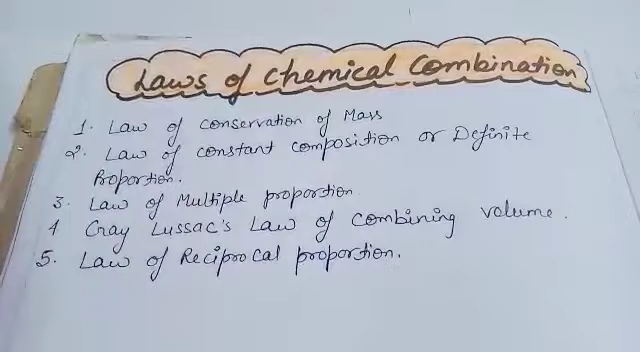 Laws of Chemical Combination
1. Law of conservation of Mass
2. Law of constant composition or Definite
Proportion.
3. Law of Multiple proportion
4 Gray Lussac's Law of combining volume.
5. Law of Reciprocal proportion.